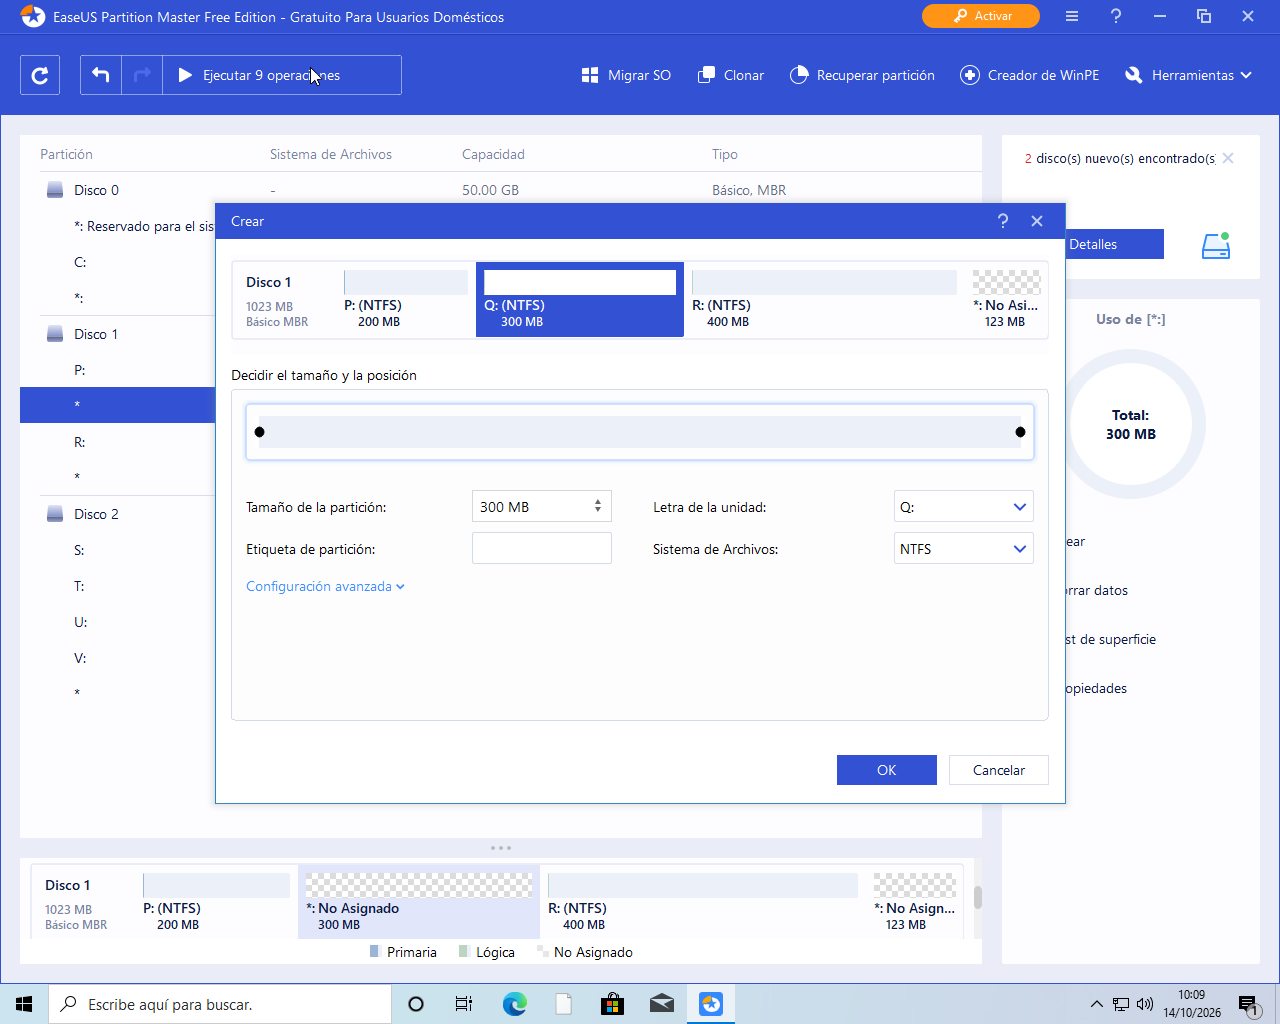 EaseUS Partition Master Free Edition - Gratuito Para Usuarios Domésticos
Activar
Ejecutar 9 operaciones
Migrar SO
Clonar
Recuperar partición
Creador de WinPE
Herramientas
Partición
Sistema de Archivos
Capacidad
Tipo
Disco 0
-
50.00 GB
Básico, MBR
*: Reservado para el sis
C:
*:
Disco 1
P:
*
R:
*
Disco 2
S:
T:
U:
V:
*
2 disco(s) nuevo(s) encontrado(s)
Detalles
Uso de [*:]
Total:
300 MB
ear
rrar datos
st de superficie
opiedades
Crear
Disco 1
1023 MB
Básico MBR
P: (NTFS)
200 MB
Q: (NTFS)
300 MB
R: (NTFS)
400 MB
*: No Asi...
123 MB
Decidir el tamaño y la posición
Tamaño de la partición:
300 MB
Letra de la unidad:
Q:
Etiqueta de partición:
Sistema de Archivos:
NTFS
Configuración avanzada
OK
Cancelar
Disco 1
1023 MB
Básico MBR
P: (NTFS)
200 MB
*: No Asignado
300 MB
R: (NTFS)
400 MB
*: No Asign...
123 MB
Primaria
Lógica
No Asignado
Escribe aquí para buscar.
10:09
14/10/2026
1